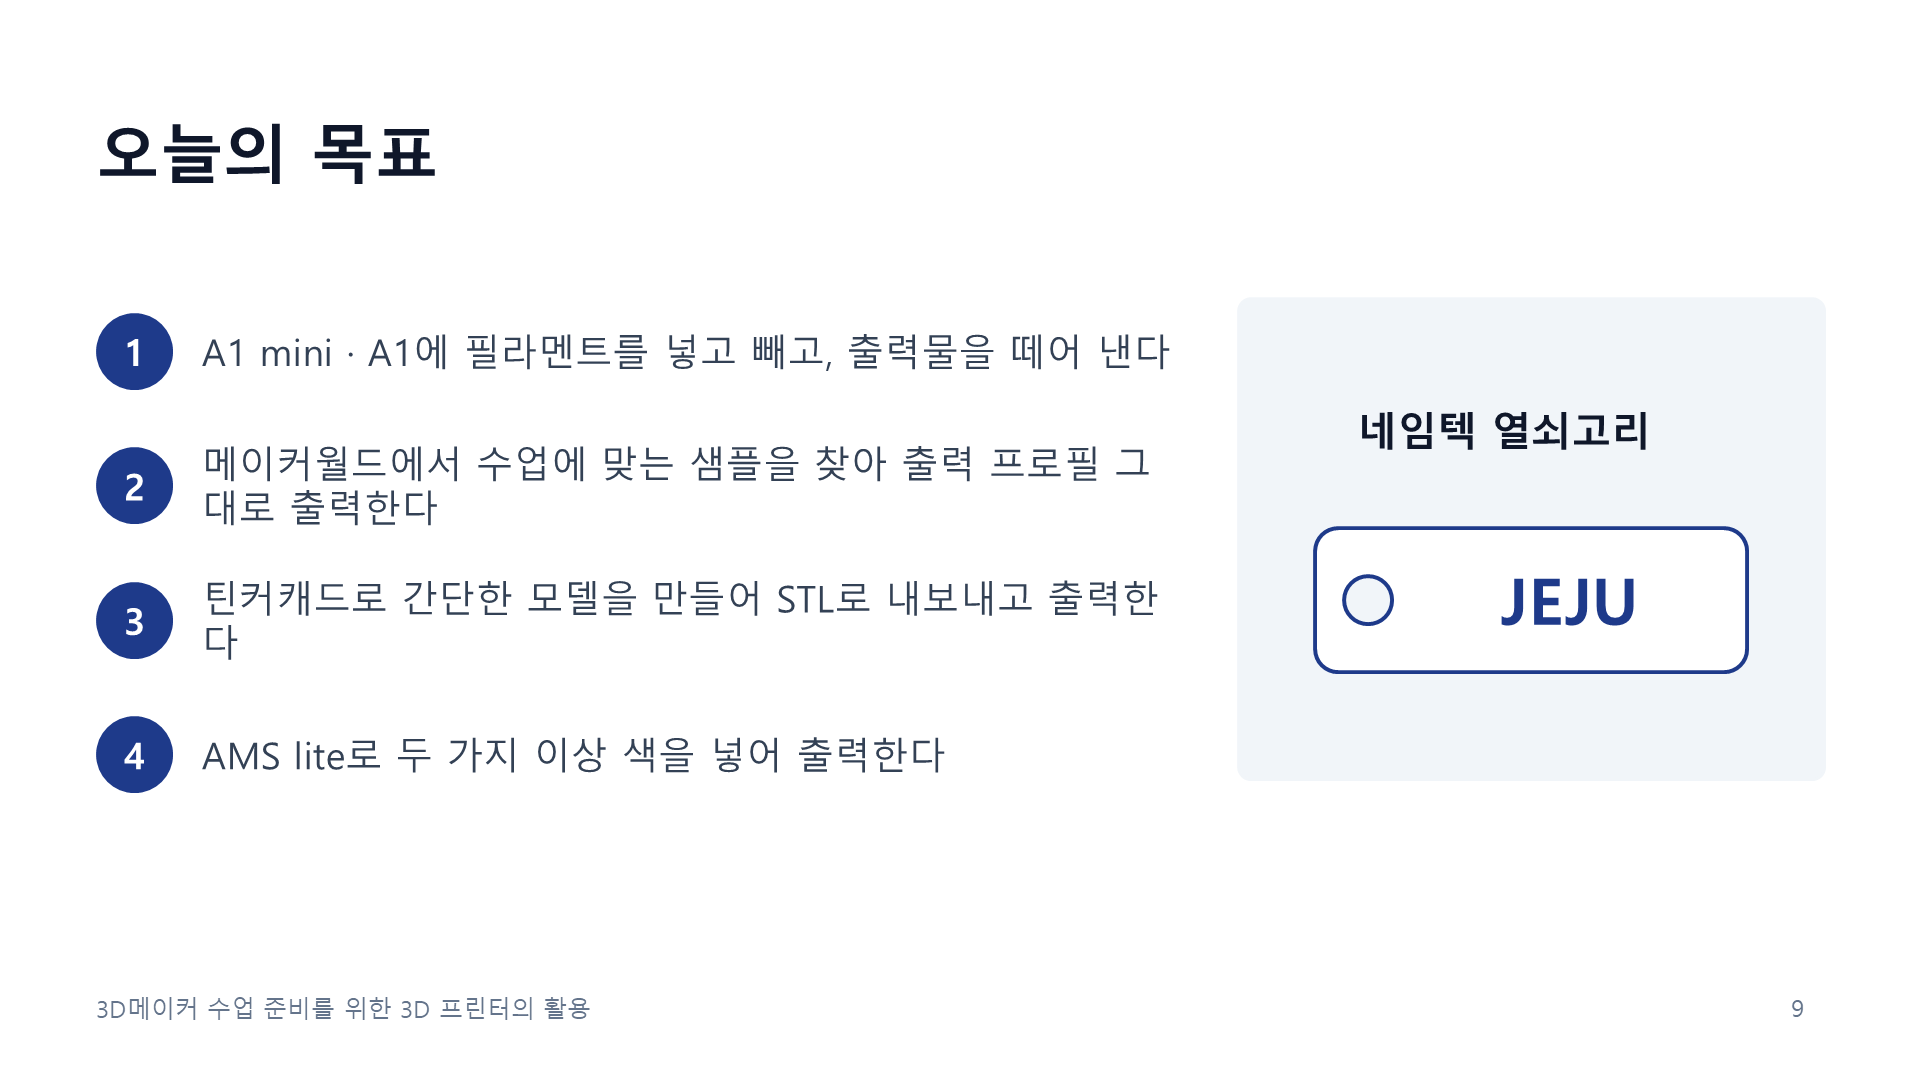 오늘의 목표
1 A1 mini · A1에 필라멘트를 넣고 빼고, 출력물을 떼어 낸다
2 메이커월드에서 수업에 맞는 샘플을 찾아 출력 프로필 그
대로 출력한다
3 틴커캐드로 간단한 모델을 만들어 STL로 내보내고 출력한
다
4 AMS lite로 두 가지 이상 색을 넣어 출력한다
네임텍 열쇠고리
JEJU
3D메이커 수업 준비를 위한 3D 프린터의 활용
9